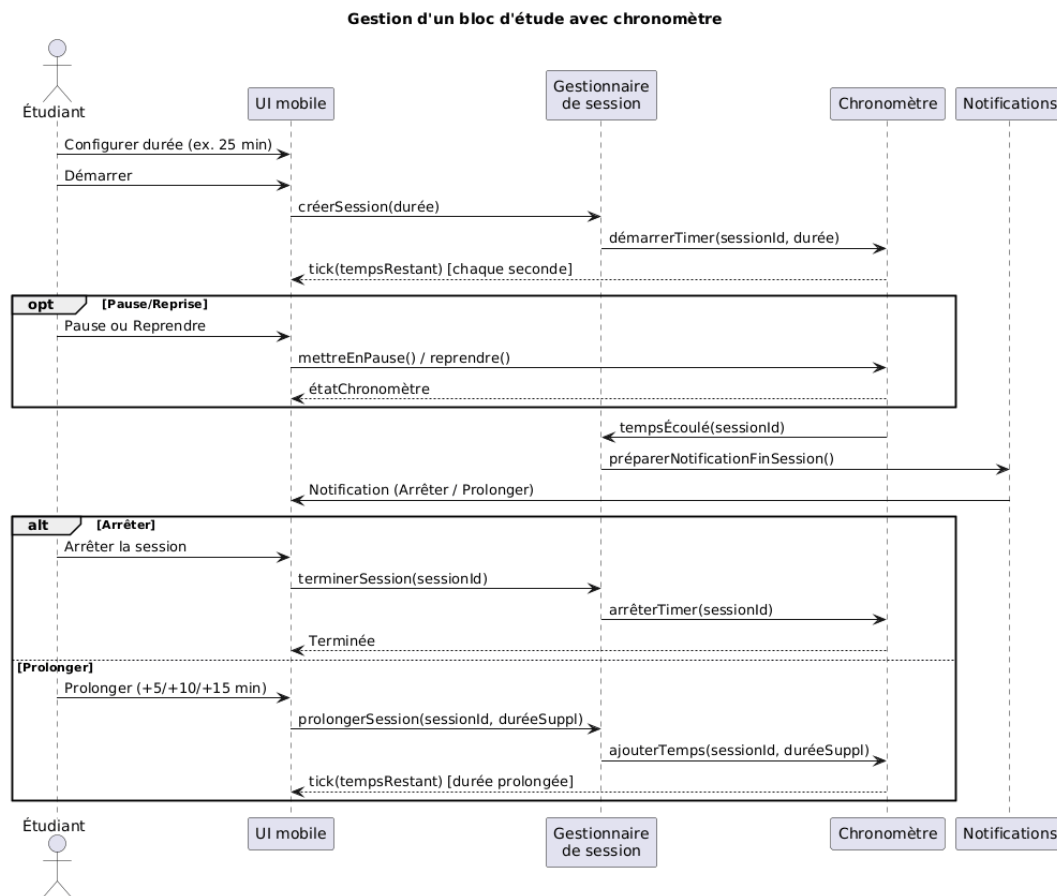 Gestion d'un bloc d'étude avec chronomètre
Étudiant
UI mobile
Gestionnaire
de session
Chronomètre
Notifications
Configurer durée (ex. 25 min)
Démarrer
créerSession(durée)
démarrerTimer(sessionId, durée)
tick(tempsRestant) [chaque seconde]
opt [Pause/Reprise]
Pause ou Reprendre
mettreEnPause() / reprendre()
étatChronomètre
tempsÉcoulé(sessionId)
préparerNotificationFinSession()
Notification (Arrêter / Prolonger)
alt [Arrêter]
Arrêter la session
terminerSession(sessionId)
arrêterTimer(sessionId)
Terminée
[Prolonger]
Prolonger (+5/+10/+15 min)
prolongerSession(sessionId, duréeSuppl)
ajouterTemps(sessionId, duréeSuppl)
tick(tempsRestant) [durée prolongée]
Étudiant
UI mobile
Gestionnaire
de session
Chronomètre
Notifications